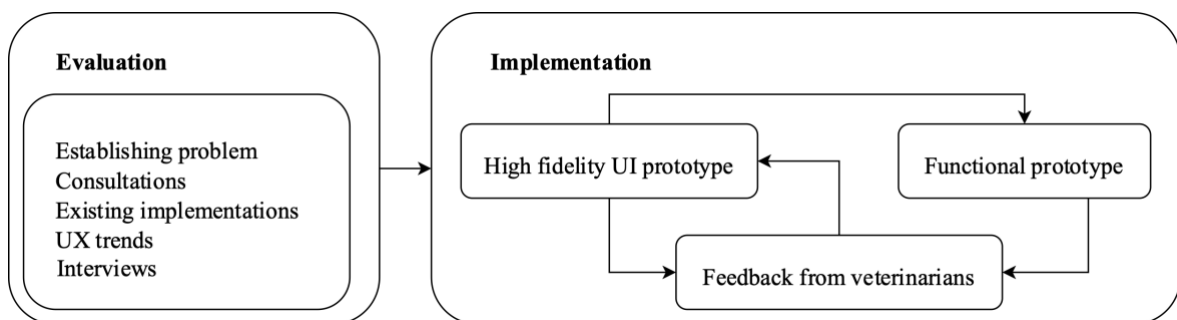 Evaluation
Establishing problem
Consultations
Existing implementations
UX trends
Interviews
Implementation
High fidelity UI prototype
Functional prototype
Feedback from veterinarians